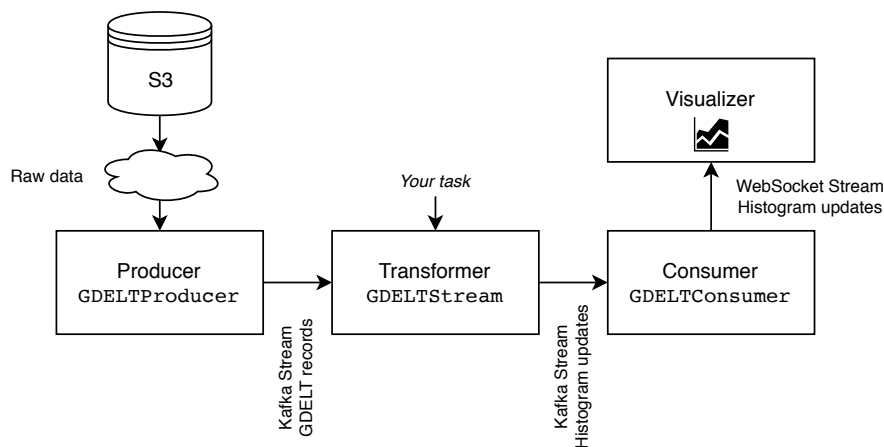 S3
Visualizer
Raw data
Your task
WebSocket Stream
Histogram updates
Producer
GDELTProducer
Transformer
GDELTStream
Consumer
GDELTConsumer
Kafka Stream
GDELT records
Kafka Stream
Histogram updates